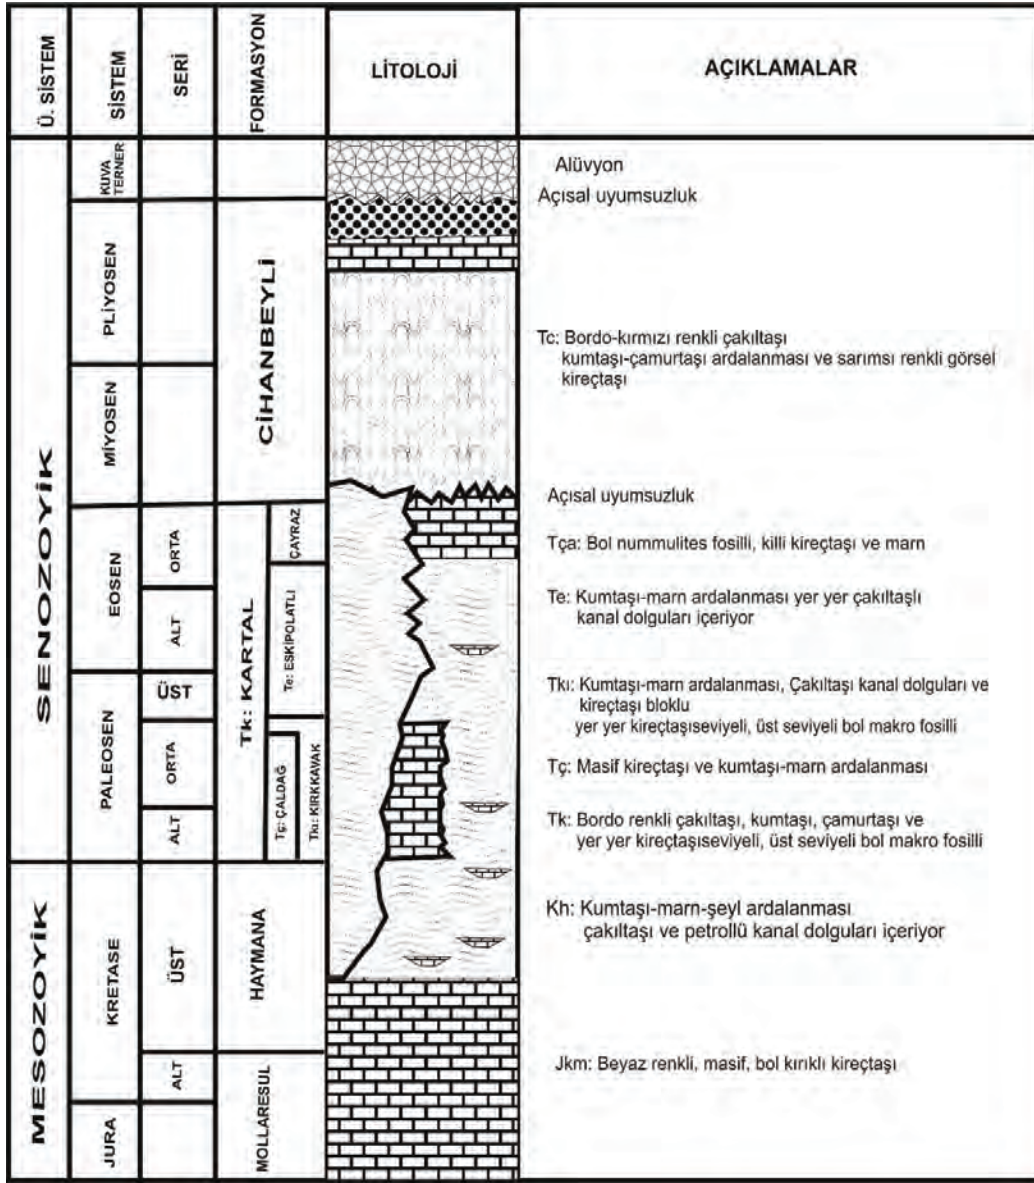 Ü. SİSTEM
SİSTEM
SERİ
FORMASYON
LİTOLOJİ
AÇIKLAMALAR
SENOZOYİK
MESOZOYİK
KUVA
TERNER
PLİYOSEN
MİYOSEN
EOSEN
PALEOSEN
KRETASE
JURA
ORTA
ALT
ÜST
ORTA
ALT
ÜST
ALT
CİHANBEYLİ
Tk: KARTAL
ÇAYRAZ
Te: ESKİPOLATLI
Tç: ÇALDAĞ
Tkı: KIRKKAVAK
HAYMANA
MOLLARESUL
Alüvyon
Açısal uyumsuzluk
Tc: Bordo-kırmızı renkli çakıltaşı
kumtaşı-çamurtaşı ardalanması ve sarımsı renkli görsel
kireçtaşı
Açısal uyumsuzluk
Tça: Bol nummulites fosilli, killi kireçtaşı ve marn
Te: Kumtaşı-marn ardalanması yer yer çakıltaşlı
kanal dolguları içeriyor
Tkı: Kumtaşı-marn ardalanması, Çakıltaşı kanal dolguları ve
kireçtaşı bloklu
yer yer kireçtaşıseviyeli, üst seviyeli bol makro fosilli
Tç: Masif kireçtaşı ve kumtaşı-marn ardalanması
Tk: Bordo renkli çakıltaşı, kumtaşı, çamurtaşı ve
yer yer kireçtaşıseviyeli, üst seviyeli bol makro fosilli
Kh: Kumtaşı-marn-şeyl ardalanması
çakıltaşı ve petrollü kanal dolguları içeriyor
Jkm: Beyaz renkli, masif, bol kırıklı kireçtaşı